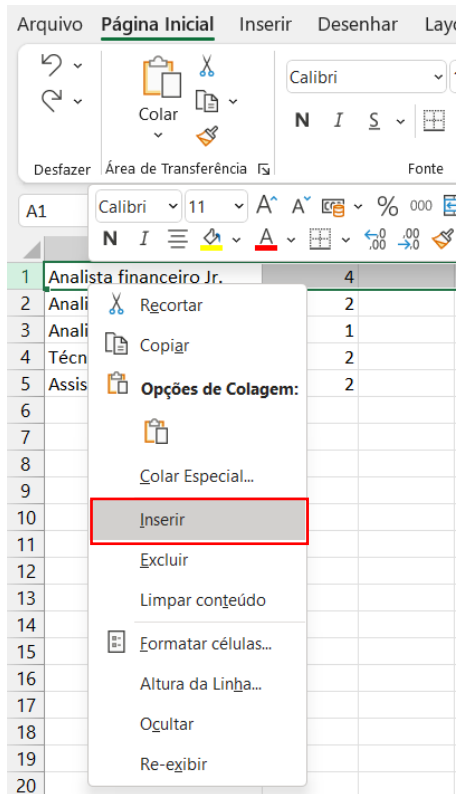 Arquivo Página Inicial Inserir Desenhar Layo
Colar
Calibri
N I S
Desfazer Área de Transferência Fonte
A1
Calibri 11 A A % 000
N I A ,00 ,00
1 Analista financeiro Jr. 4
2 Anali 2
3 Anali 1
4 Técn 2
5 Assis 2
6
7
8
9
10
11
12
13
14
15
16
17
18
19
20
Recortar
Copiar
Opções de Colagem:
Colar Especial...
Inserir
Excluir
Limpar conteúdo
Formatar células...
Altura da Linha...
Ocultar
Re-exibir